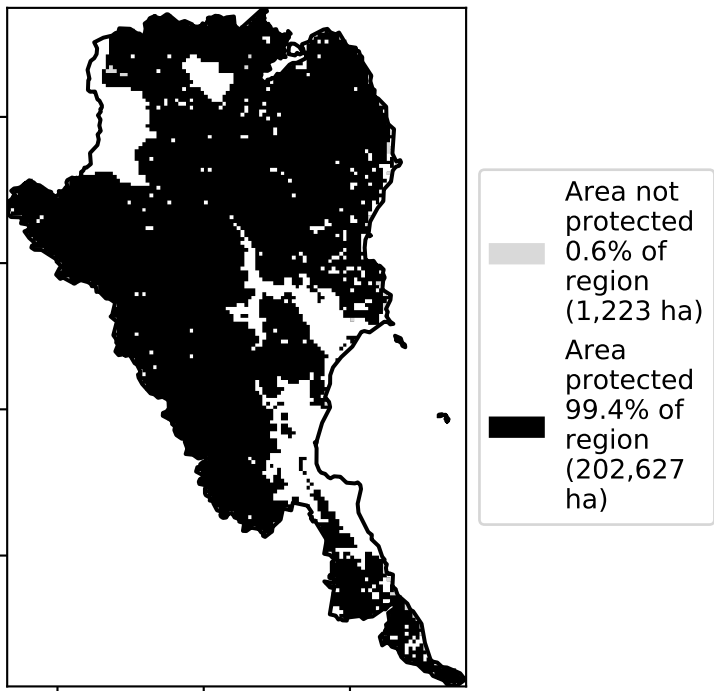 Area not
protected
0.6% of
region
(1,223 ha)
Area
protected
99.4% of
region
(202,627
ha)